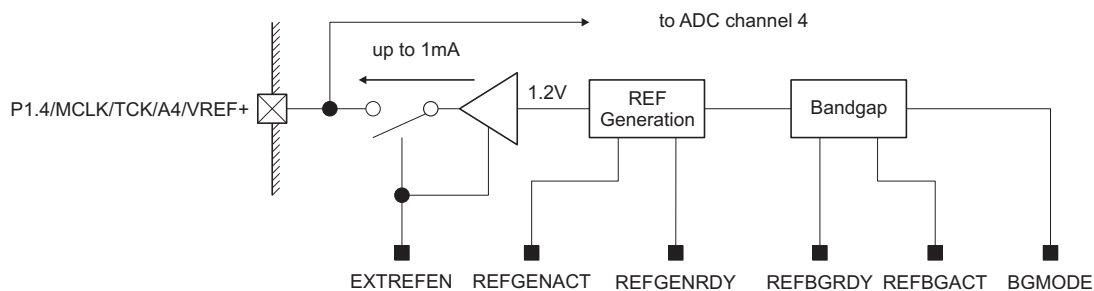 to ADC channel 4
up to 1mA
P1.4/MCLK/TCK/A4/VREF+
1.2V
REF
Generation
Bandgap
EXTREFEN
REFGENACT
REFGENRDY
REFBGRDY
REFBGACT
BGMODE